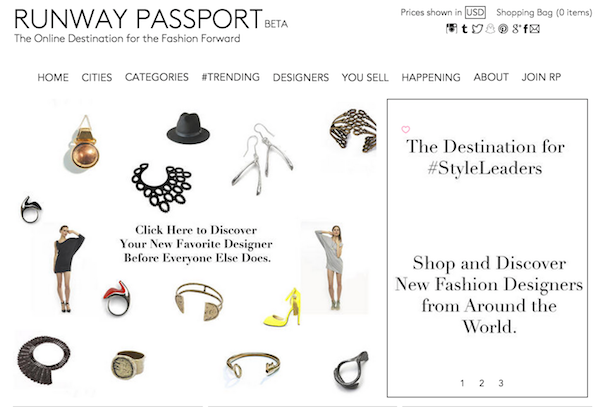 RUNWAY PASSPORT BETA
The Online Destination for the Fashion Forward
Prices shown in USD Shopping Bag (0 items)
HOME CITIES CATEGORIES #TRENDING DESIGNERS YOU SELL HAPPENING ABOUT JOIN RP
Click Here to Discover
Your New Favorite Designer
Before Everyone Else Does.
The Destination for
#StyleLeaders
Shop and Discover
New Fashion Designers
from Around the
World.
1 2 3